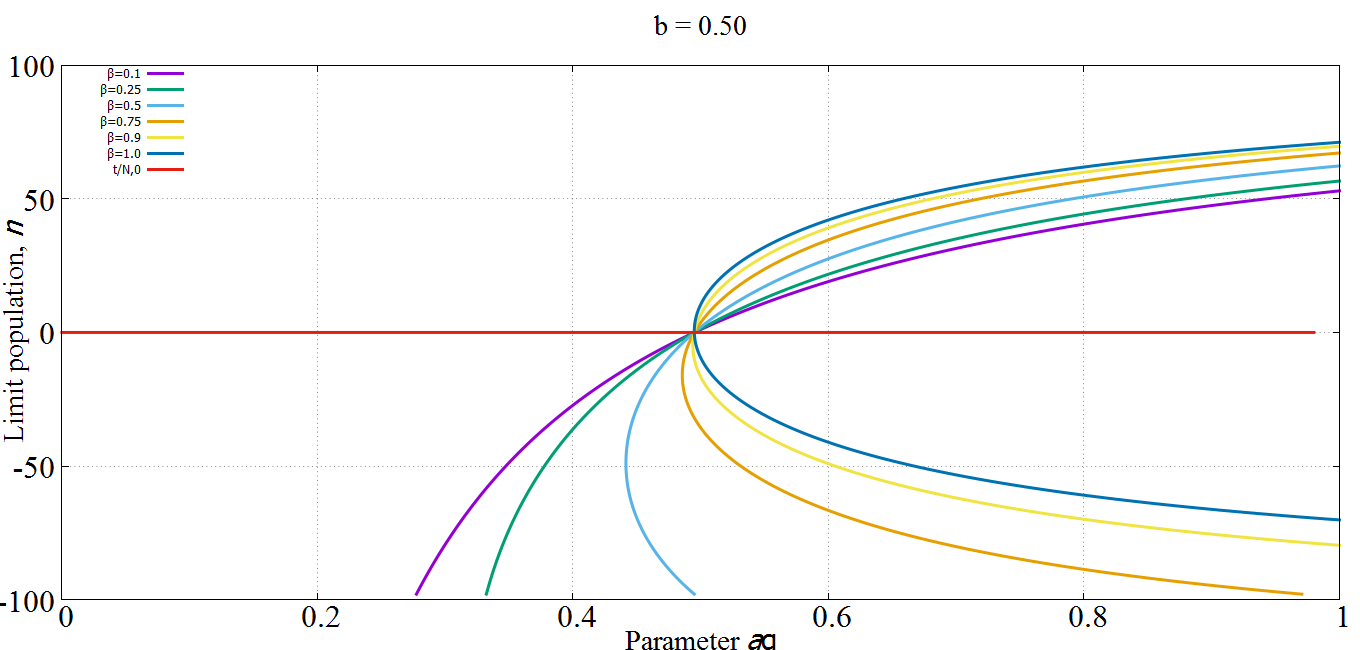 b = 0.50
100
β=0.1
β=0.25
β=0.5
β=0.75
β=0.9
β=1.0
t/N,0
50
0
-50
-100
Limit population, n
0
0.2
0.4
0.6
0.8
1
Parameter aα